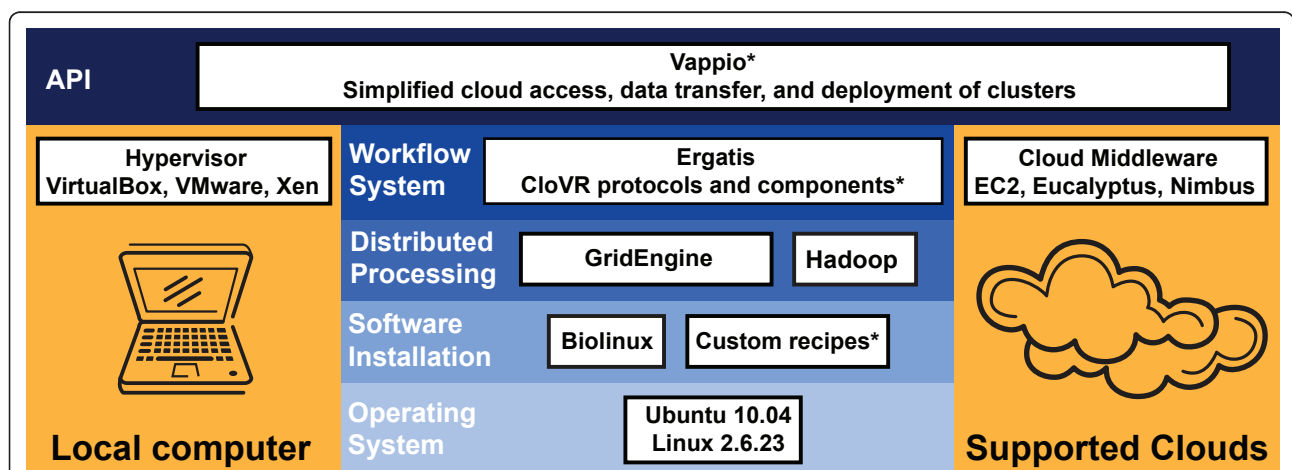 API
Vappio*
Simplified cloud access, data transfer, and deployment of clusters
Hypervisor
VirtualBox, VMware, Xen
Local computer
Workflow
System
Ergatis
CloVR protocols and components*
Distributed
Processing
GridEngine
Hadoop
Software
Installation
Biolinux
Custom recipes*
Operating
System
Ubuntu 10.04
Linux 2.6.23
Cloud Middleware
EC2, Eucalyptus, Nimbus
Supported Clouds